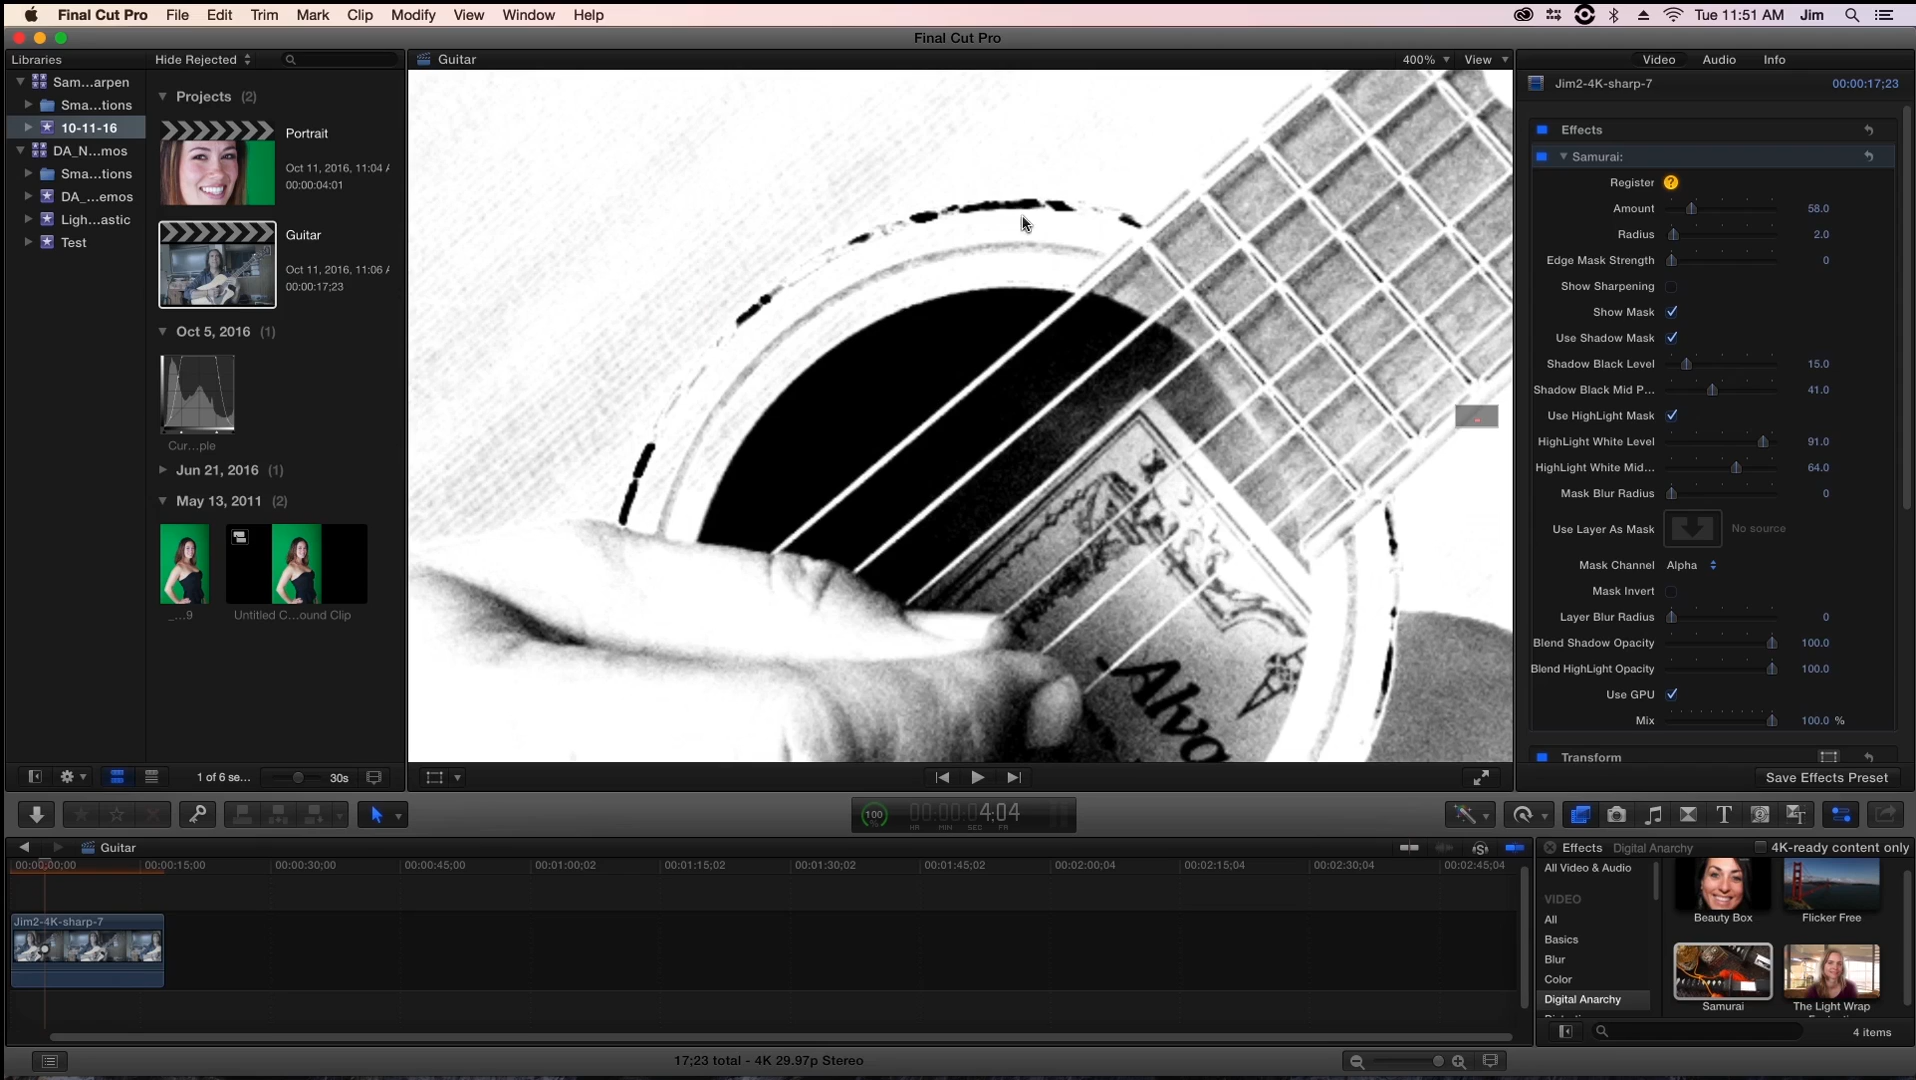 Final Cut Pro File Edit Trim Mark Clip Modify View Window Help Tue 11:51 AM Jim
Final Cut Pro
Libraries Hide Rejected Guitar 400% View Video Audio Info
Sam...arpen
Sma...tions
10-11-16
DA_N...mos
Sma...tions
DA_...emos
Ligh...astic
Test
Projects (2)
Portrait
Oct 11, 2016, 11:04 A
00:00:04:01
Guitar
Oct 11, 2016, 11:06 A
00:00:17;23
Oct 5, 2016 (1)
Cur...ple
Jun 21, 2016 (1)
May 13, 2011 (2)
_...9
Untitled C...ound Clip
1 of 6 se... 30s
Alva
Jim2-4K-sharp-7 00:00:17;23
Effects
Samurai:
Register ?
Amount 58.0
Radius 2.0
Edge Mask Strength 0
Show Sharpening
Show Mask
Use Shadow Mask
Shadow Black Level 15.0
Shadow Black Mid P... 41.0
Use HighLight Mask
HighLight White Level 91.0
HighLight White Mid... 64.0
Mask Blur Radius 0
Use Layer As Mask No source
Mask Channel Alpha
Mask Invert
Layer Blur Radius 0
Blend Shadow Opacity 100.0
Blend HighLight Opacity 100.0
Use GPU
Mix 100.0 %
Transform
Save Effects Preset
100 % 00:00:04:04
HR MIN SEC FR
Guitar
00:00:00;00 00:00:15;00 00:00:30;00 00:00:45;00 00:01:00;02 00:01:15;02 00:01:30;02 00:01:45;02 00:02:00;04 00:02:15;04 00:02:30;04 00:02:45;04
Jim2-4K-sharp-7
Effects Digital Anarchy 4K-ready content only
All Video & Audio
VIDEO
All
Basics
Blur
Color
Digital Anarchy
Beauty Box
Flicker Free
Samurai
The Light Wrap
4 items
17;23 total - 4K 29.97p Stereo